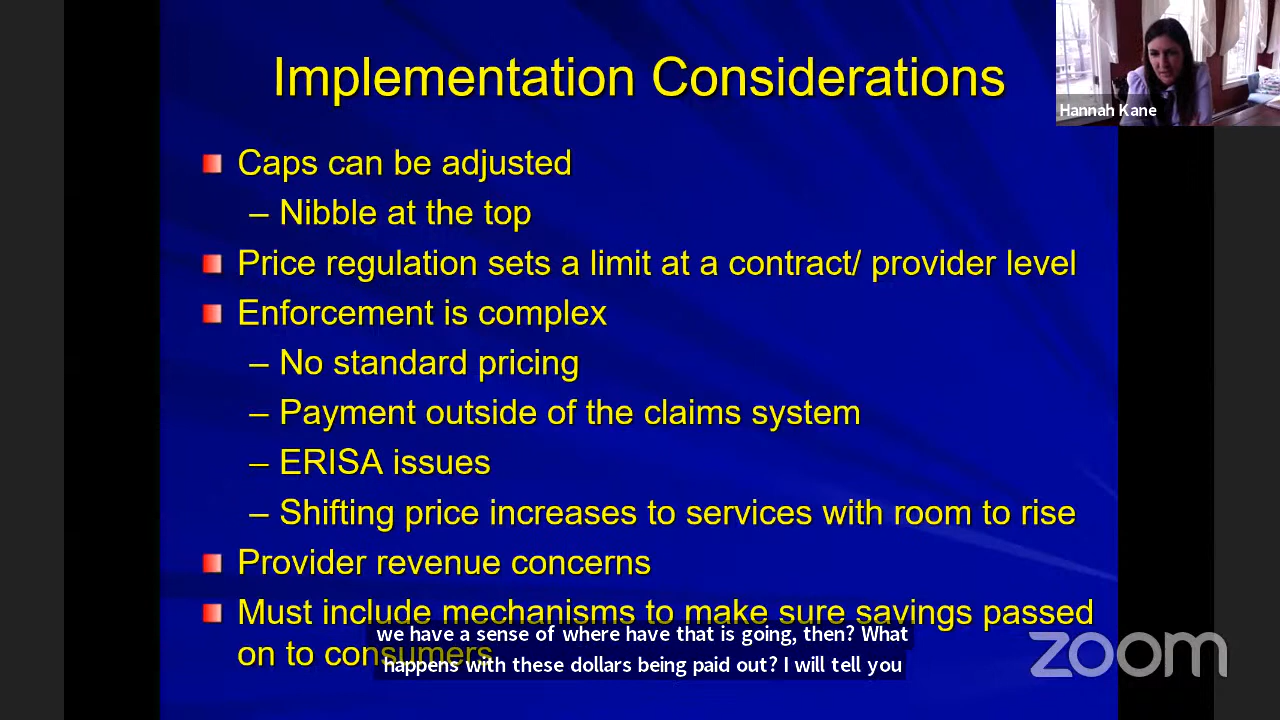 Implementation Considerations
Hannah Kane
Caps can be adjusted
– Nibble at the top
Price regulation sets a limit at a contract/ provider level
Enforcement is complex
– No standard pricing
– Payment outside of the claims system
– ERISA issues
– Shifting price increases to services with room to rise
Provider revenue concerns
Must include mechanisms to make sure savings passed
on to consumers
we have a sense of where have that is going, then? What
happens with these dollars being paid out? I will tell you
zoom